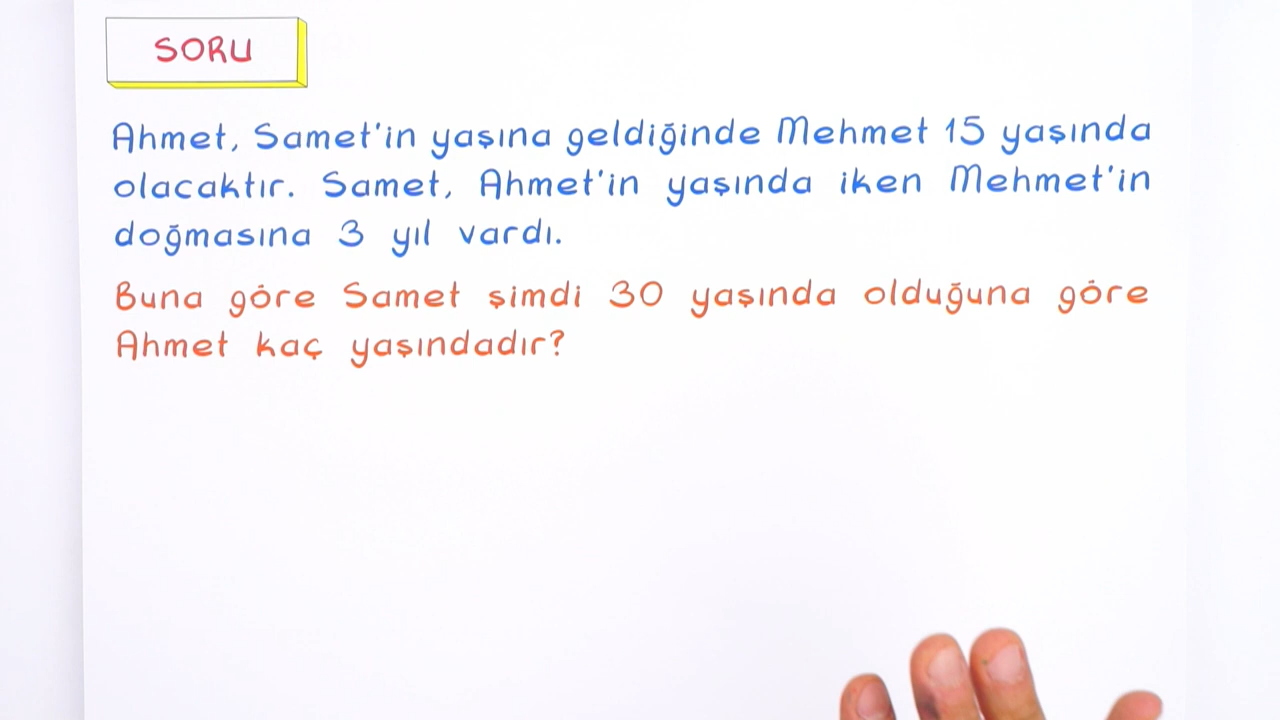 SORU
Ahmet, Samet'in yaşına geldiğinde Mehmet 15 yaşında
olacaktır. Samet, Ahmet'in yaşında iken Mehmet'in
doğmasına 3 yıl vardı.
Buna göre Samet şimdi 30 yaşında olduğuna göre
Ahmet kaç yaşındadır?